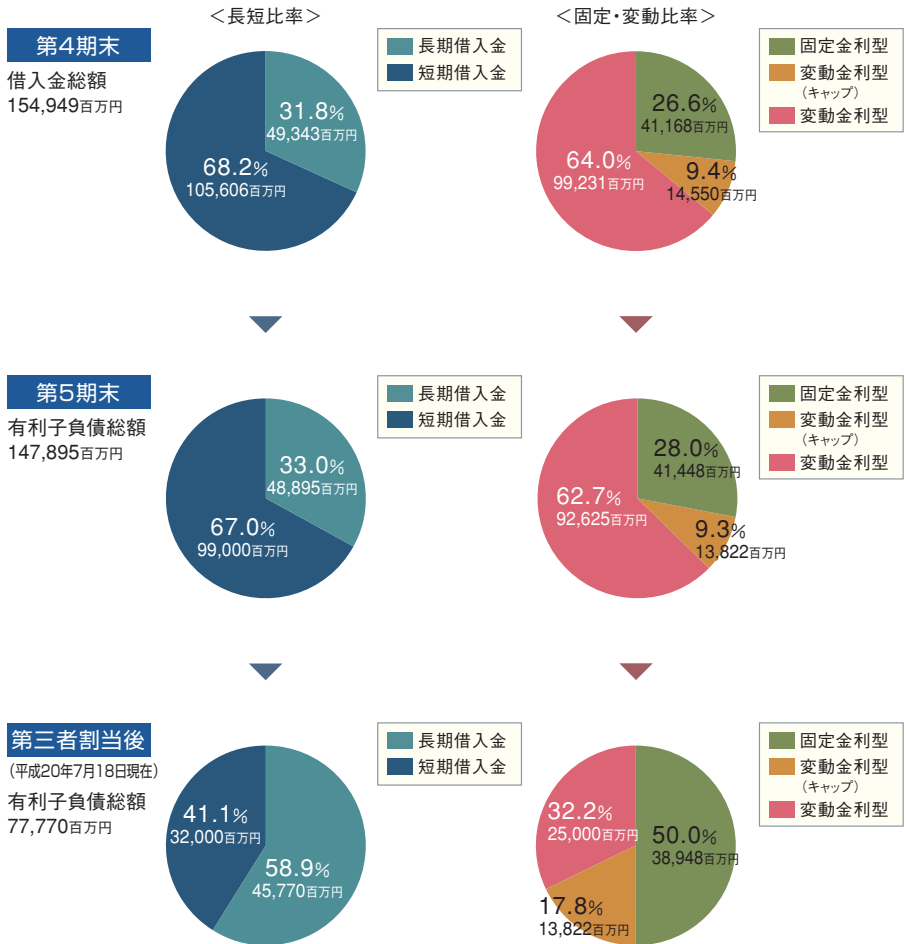 ＜長短比率＞
＜固定・変動比率＞
第4期末
借入金総額
154,949百万円
31.8%
49,343百万円
68.2%
105,606百万円
長期借入金
短期借入金
26.6%
41,168百万円
9.4%
14,550百万円
64.0%
99,231百万円
固定金利型
変動金利型
（キャップ）
変動金利型
第5期末
有利子負債総額
147,895百万円
33.0%
48,895百万円
67.0%
99,000百万円
長期借入金
短期借入金
28.0%
41,448百万円
9.3%
13,822百万円
62.7%
92,625百万円
固定金利型
変動金利型
（キャップ）
変動金利型
第三者割当後
（平成20年7月18日現在）
有利子負債総額
77,770百万円
41.1%
32,000百万円
58.9%
45,770百万円
長期借入金
短期借入金
32.2%
25,000百万円
50.0%
38,948百万円
17.8%
13,822百万円
固定金利型
変動金利型
（キャップ）
変動金利型